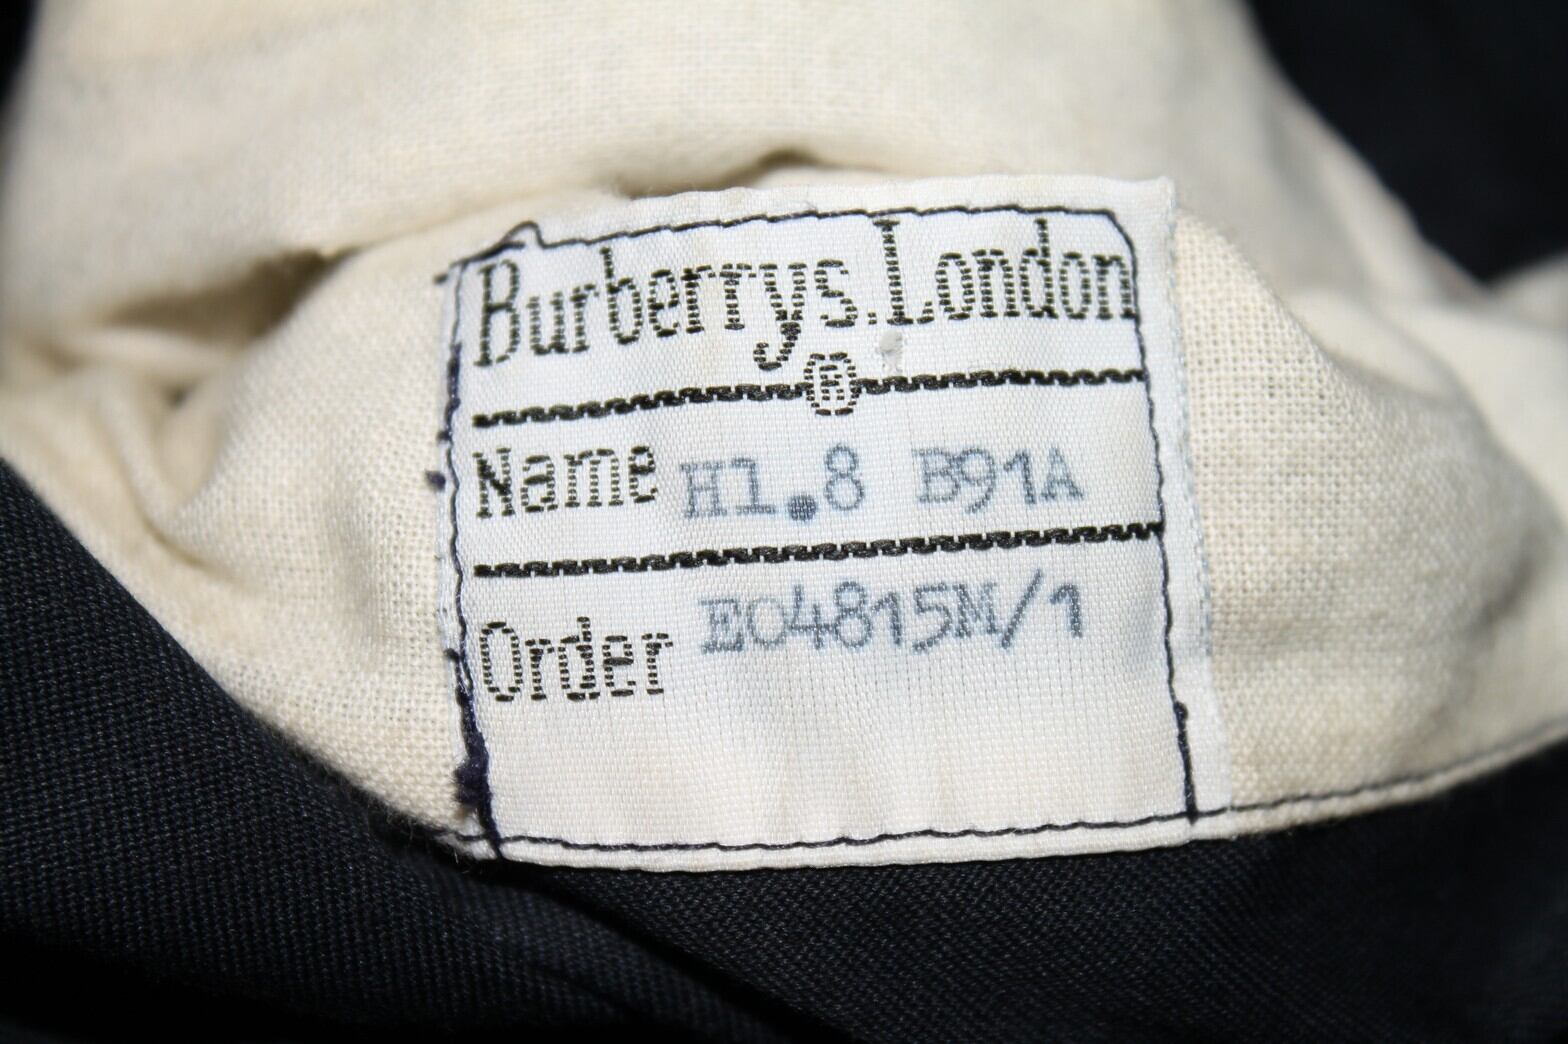 Burberrys.London
®
Name H1.8 B91A
Order E04815M/1